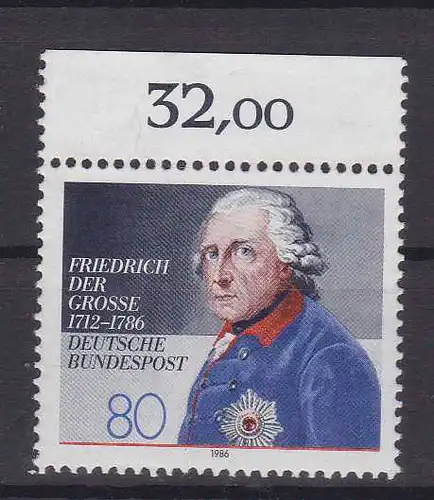 32,00
FRIEDRICH
DER
GROSSE
1712–1786
DEUTSCHE
BUNDESPOST
80
1986